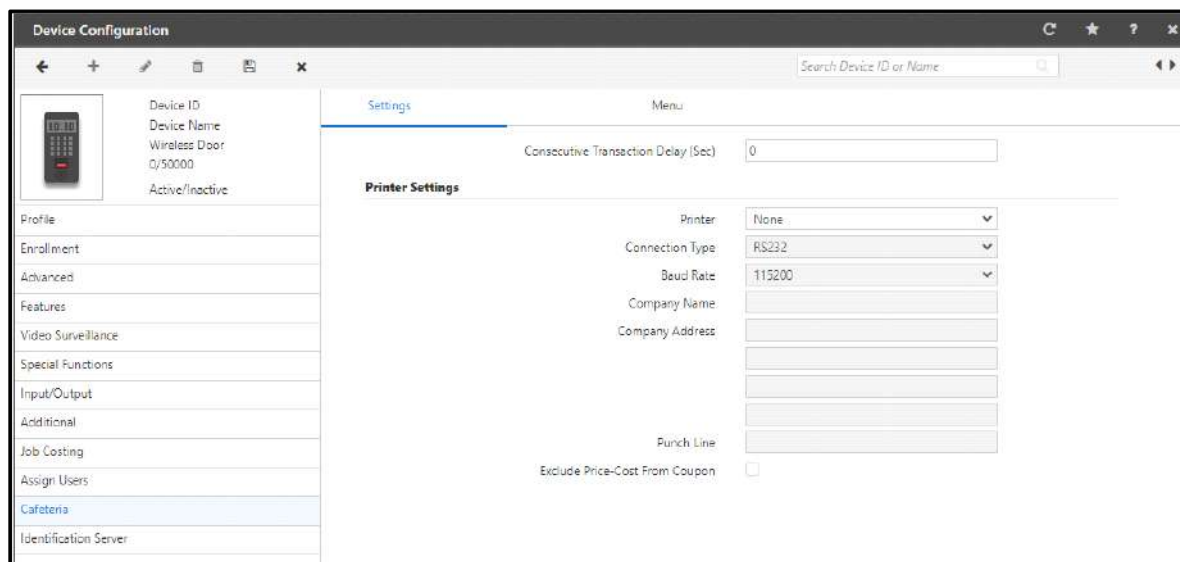 Device Configuration
Search Device ID or Name
Device ID
Device Name
Wireless Door
0/50000
Active/Inactive
Profile
Enrollment
Advanced
Features
Video Surveillance
Special Functions
Input/Output
Additional
Job Costing
Assign Users
Cafeteria
Identification Server
Settings Menu
Consecutive Transaction Delay (Sec) 0
Printer Settings
Printer None
Connection Type RS232
Baud Rate 115200
Company Name
Company Address
Punch Line
Exclude Price-Cost From Coupon